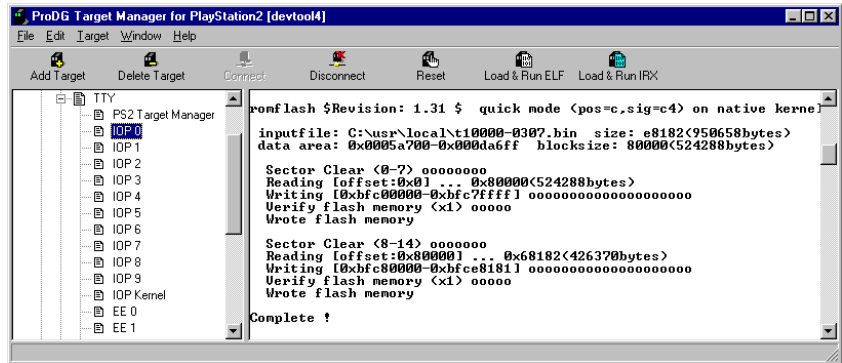 ProDG Target Manager for PlayStation2 [devtool4]
File Edit Target Window Help
Add Target Delete Target Connect Disconnect Reset Load & Run ELF Load & Run IRX
TTY
PS2 Target Manager
IOP 0
IOP 1
IOP 2
IOP 3
IOP 4
IOP 5
IOP 6
IOP 7
IOP 8
IOP 9
IOP Kernel
EE 0
EE 1
romflash $Revision: 1.31 $ quick mode (pos=c,sig=c4) on native kernel
inputfile: C:\usr\local\t10000-0307.bin size: e8182(950658bytes)
data area: 0x0005a700-0x000da6ff blocksize: 80000(524288bytes)
Sector Clear (0-7) oooooooo
Reading [offset:0x0] ... 0x80000(524288bytes)
Writing [0xbfc00000-0xbfc7ffff] oooooooooooooooooooo
Verify flash memory (x1) ooooo
Wrote flash memory
Sector Clear (8-14) ooooooo
Reading [offset:0x80000] ... 0x68182(426370bytes)
Writing [0xbfc80000-0xbfce8181] oooooooooooooooooooo
Verify flash memory (x1) ooooo
Wrote flash memory
Complete !